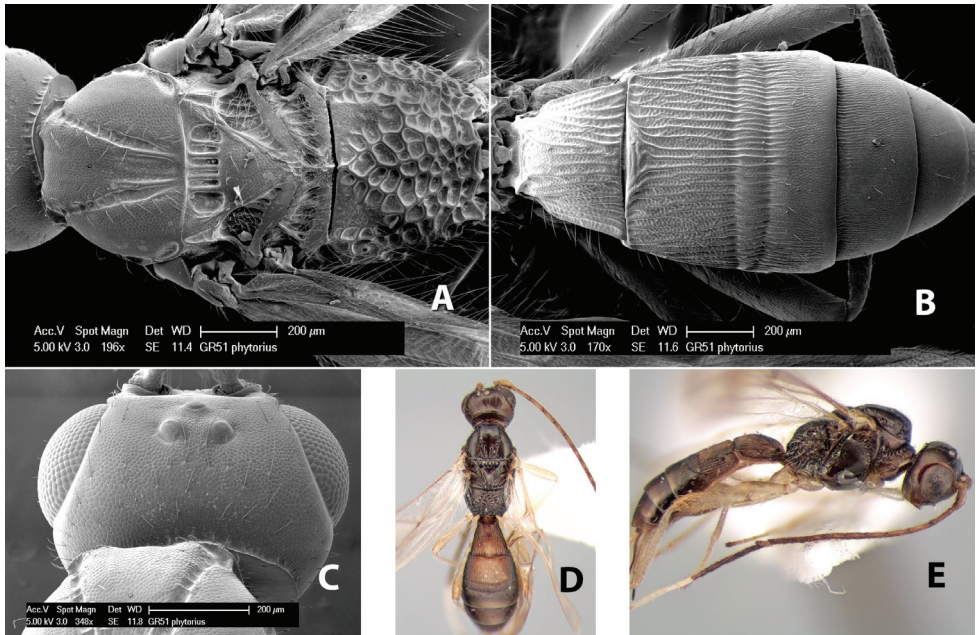 A
Acc.V Spot Magn Det WD 200 µm
5.00 kV 3.0 196x SE 11.4 GR51 phytorius
B
Acc.V Spot Magn Det WD 200 µm
5.00 kV 3.0 170x SE 11.6 GR51 phytorius
C
Acc.V Spot Magn Det WD 200 µm
5.00 kV 3.0 348x SE 11.8 GR51 phytorius
D
E